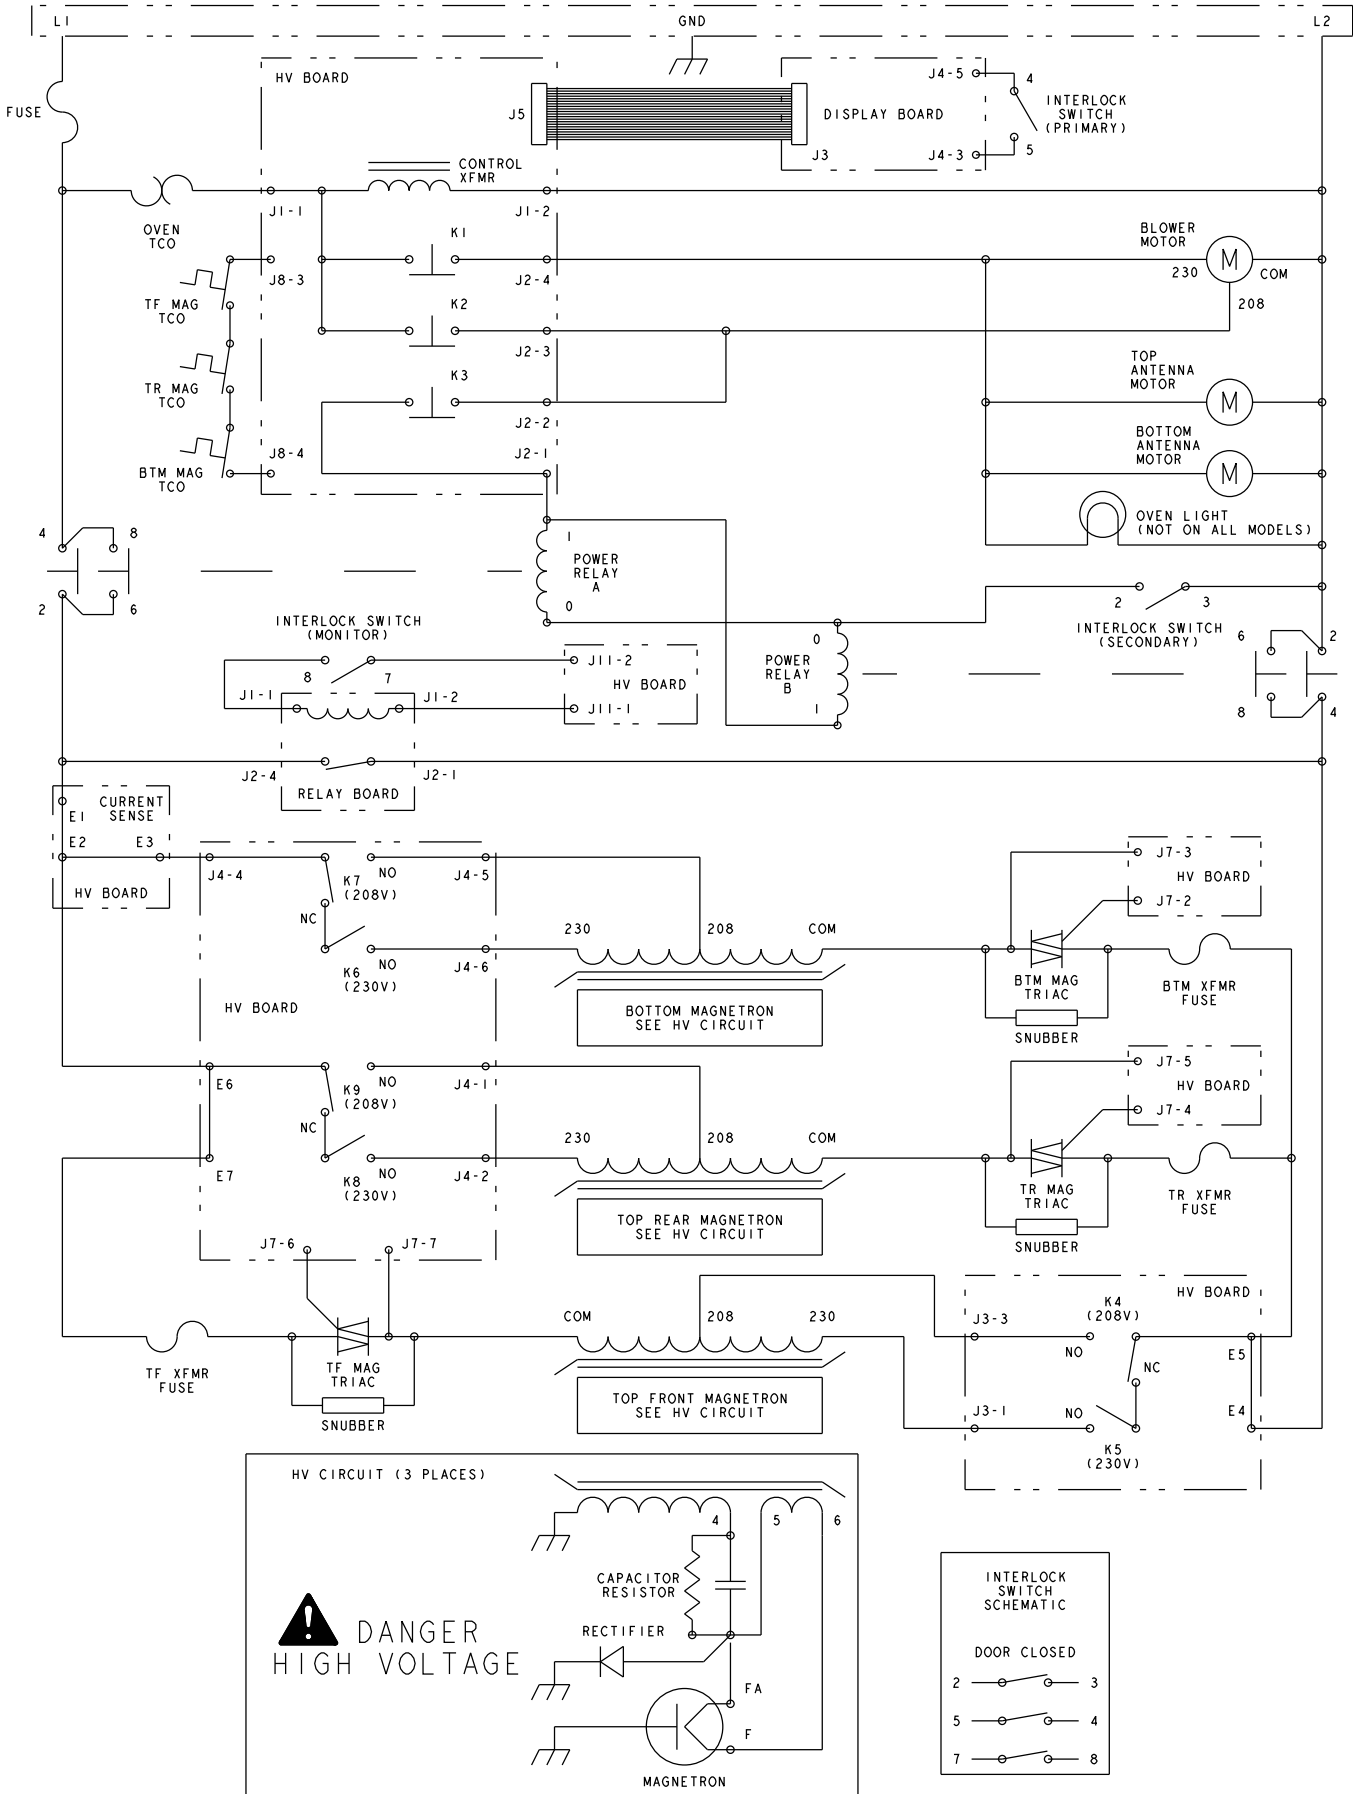 L1 GND L2
HV BOARD
J4-5
4
INTERLOCK
SWITCH
(PRIMARY)
FUSE
J5
DISPLAY BOARD
J3
J4-3
5
CONTROL
XFMR
J1-1
J1-2
OVEN
TCO
K1
BLOWER
MOTOR
M
230
COM
J8-3
J2-4
TF MAG
TCO
K2
208
J2-3
TOP
ANTENNA
MOTOR
M
TR MAG
TCO
K3
J2-2
BOTTOM
ANTENNA
MOTOR
M
J8-4
J2-1
BTM MAG
TCO
OVEN LIGHT
(NOT ON ALL MODELS)
4 8
1
POWER
RELAY
A
0
2 6
2 3
INTERLOCK SWITCH
(SECONDARY)
INTERLOCK SWITCH
(MONITOR)
8 7
J11-2
HV BOARD
J11-1
0
POWER
RELAY
B
1
6 2
8 4
J1-1
J1-2
J2-4
J2-1
RELAY BOARD
CURRENT
SENSE
E1
E2 E3
HV BOARD
J4-4
K7
(208V)
NO
J4-5
NC
K6
(230V)
NO
J4-6
HV BOARD
230 208 COM
BOTTOM MAGNETRON
SEE HV CIRCUIT
J7-3
HV BOARD
J7-2
BTM MAG
TRIAC
BTM XFMR
FUSE
SNUBBER
E6
K9
(208V)
NO
J4-1
NC
E7
K8
(230V)
NO
J4-2
230 208 COM
TOP REAR MAGNETRON
SEE HV CIRCUIT
J7-5
HV BOARD
J7-4
TR MAG
TRIAC
TR XFMR
FUSE
SNUBBER
J7-6 J7-7
TF XFMR
FUSE
TF MAG
TRIAC
SNUBBER
COM 208 230
TOP FRONT MAGNETRON
SEE HV CIRCUIT
HV BOARD
J3-3
K4
(208V)
NO
NC
E5
J3-1
NO
K5
(230V)
E4
HV CIRCUIT (3 PLACES)
4 5 6
CAPACITOR
RESISTOR
RECTIFIER
! DANGER
HIGH VOLTAGE
FA
F
MAGNETRON
INTERLOCK
SWITCH
SCHEMATIC
DOOR CLOSED
2 3
5 4
7 8